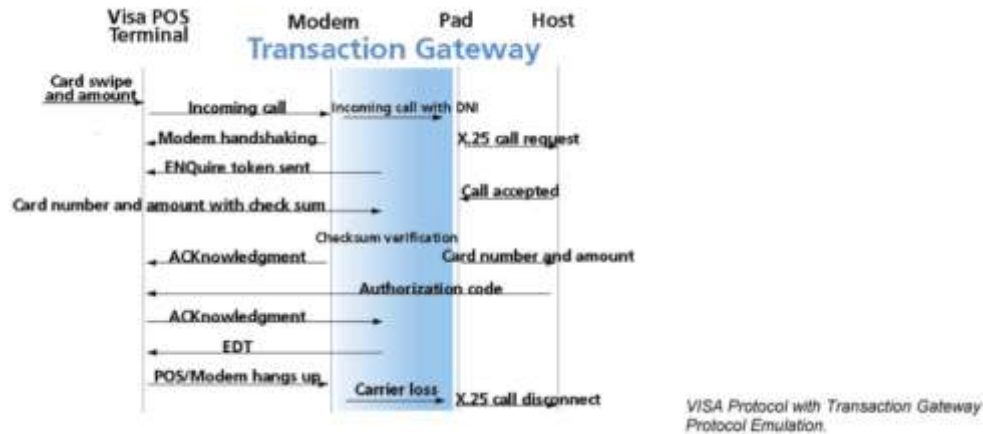 Visa POS Terminal
Modem
Pad
Host
Transaction Gateway
Card swipe and amount
Incoming call
Incoming call with DNI
Modem handshaking
X.25 call request
ENQuire token sent
Call accepted
Card number and amount with check sum
Checksum verification
ACKnowledgment
Card number and amount
Authorization code
ACKnowledgment
EDT
POS/Modem hangs up
Carrier loss
X.25 call disconnect
VISA Protocol with Transaction Gateway
Protocol Emulation.